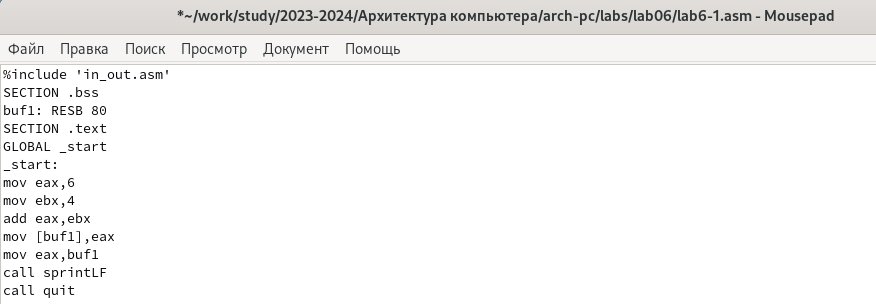 *~/work/study/2023-2024/Архитектура компьютера/arch-pc/labs/lab06/lab6-1.asm - Mousepad
Файл Правка Поиск Просмотр Документ Помощь
%include 'in_out.asm'
SECTION .bss
buf1: RESB 80
SECTION .text
GLOBAL _start
_start:
mov eax,6
mov ebx,4
add eax,ebx
mov [buf1],eax
mov eax,buf1
call sprintLF
call quit